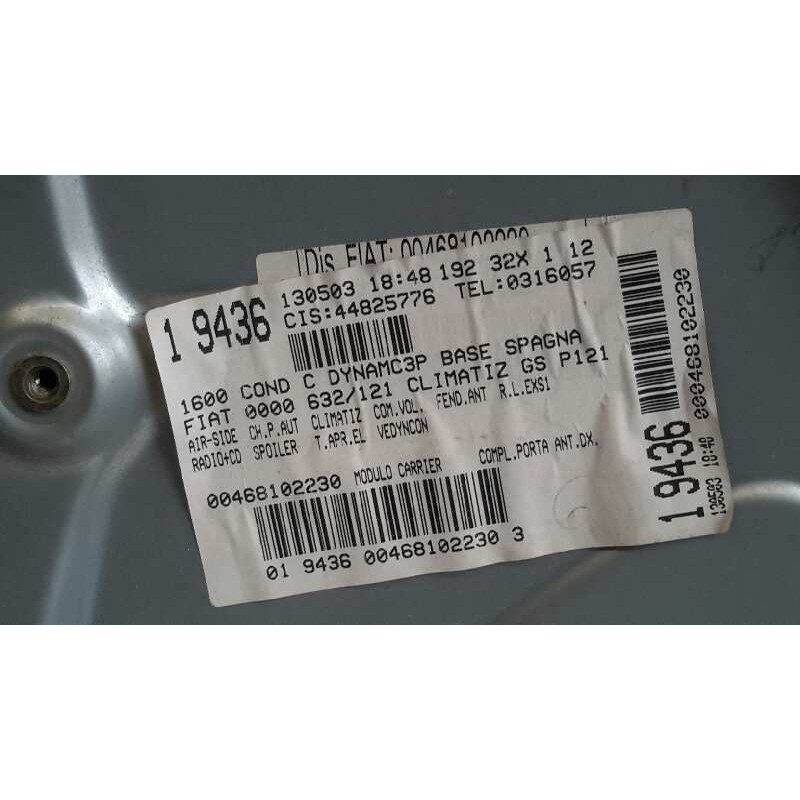 Dis FIAT: 00468102230
1 9436
130503 18:48 192 32X 1 12
CIS:44825776 TEL:0316057
1600 COND C DYNAMC3P BASE SPAGNA
FIAT 0000 632/121 CLIMATIZ GS P121
AIR-SIDE CH.P.AUT CLIMATIZ COM.VOL. FEND.ANT R.L.EXS1
RADIO+CD SPOILER T.APR.EL VEDYNCON
00468102230 MODULO CARRIER COMPL.PORTA ANT.DX.
01 9436 00468102230 3
1 9436 000468102230
130503 18:48